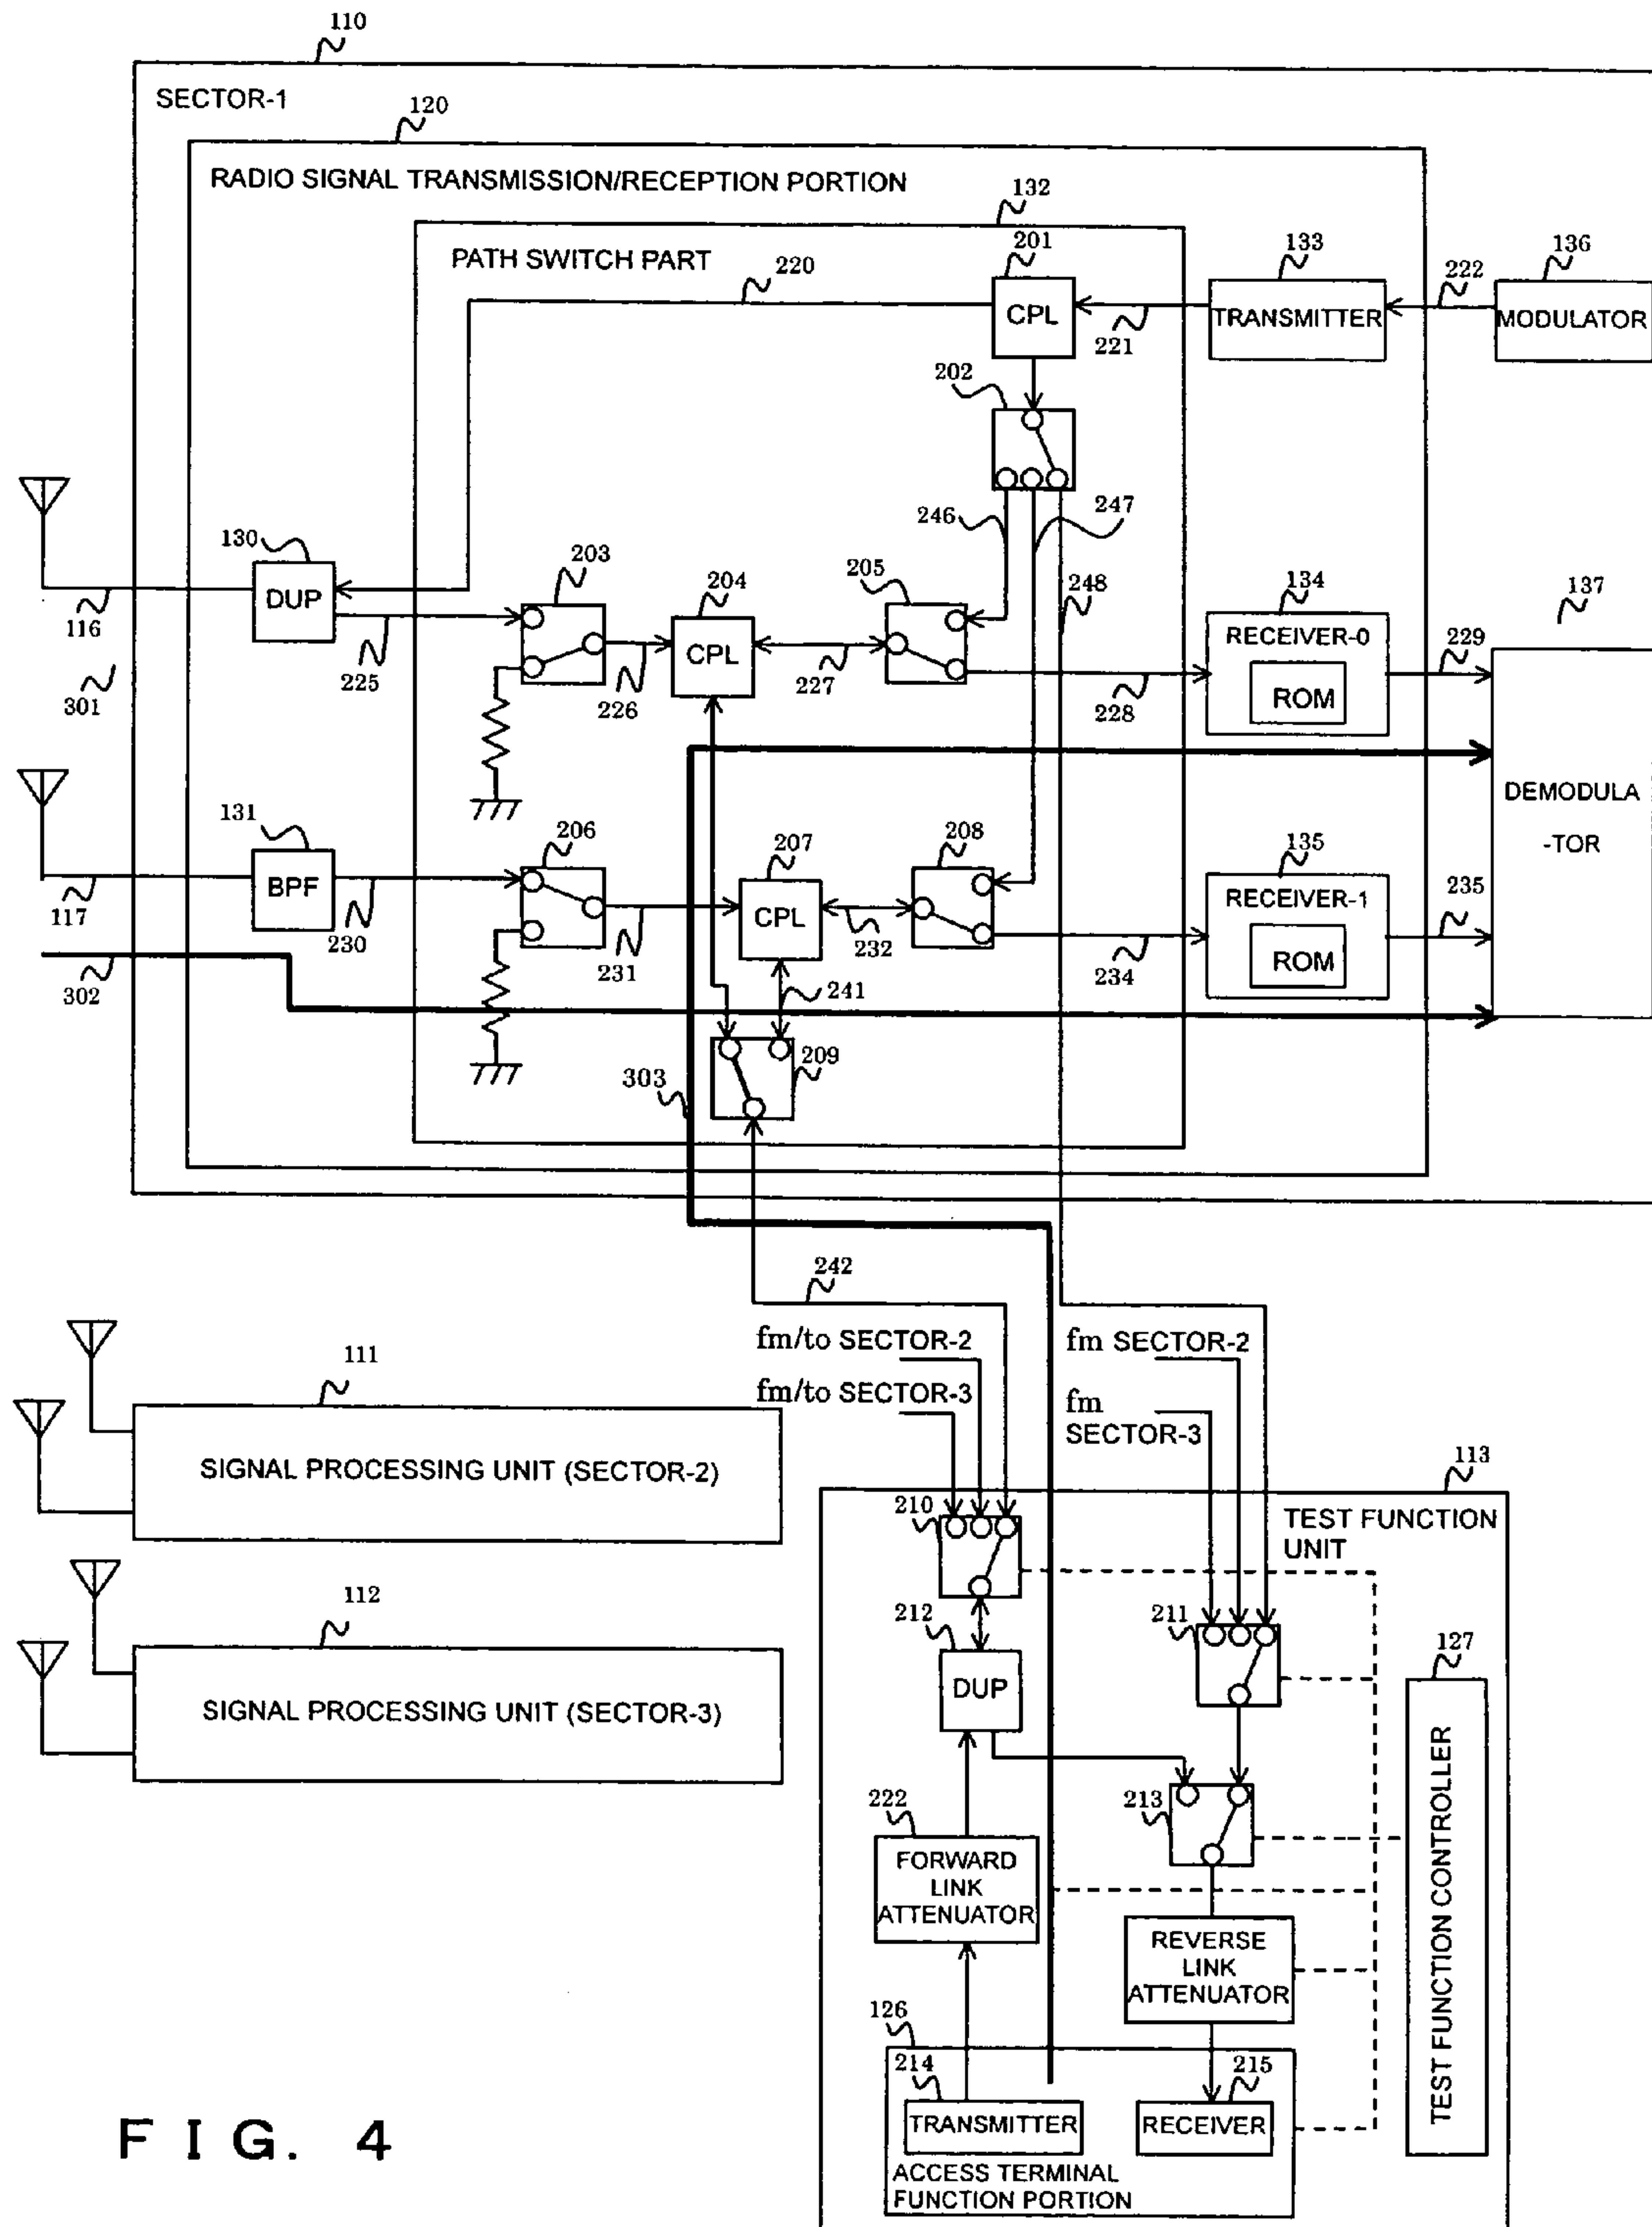 110
SECTOR-1
120
RADIO SIGNAL TRANSMISSION/RECEPTION PORTION
132
PATH SWITCH PART
220
201
CPL
221
133
TRANSMITTER
222
136
MODULATOR
202
246
247
248
130
DUP
116
301
225
203
226
204
CPL
227
205
228
134
RECEIVER-0
ROM
229
137
DEMODULA
-TOR
131
BPF
117
302
230
206
231
207
CPL
232
208
234
135
RECEIVER-1
ROM
235
241
209
303
242
fm/to SECTOR-2
fm/to SECTOR-3
fm SECTOR-2
fm
SECTOR-3
111
SIGNAL PROCESSING UNIT (SECTOR-2)
112
SIGNAL PROCESSING UNIT (SECTOR-3)
113
TEST FUNCTION
UNIT
210
212
DUP
211
213
127
TEST FUNCTION CONTROLLER
222
FORWARD
LINK
ATTENUATOR
REVERSE
LINK
ATTENUATOR
126
214
TRANSMITTER
215
RECEIVER
ACCESS TERMINAL
FUNCTION PORTION
FIG. 4